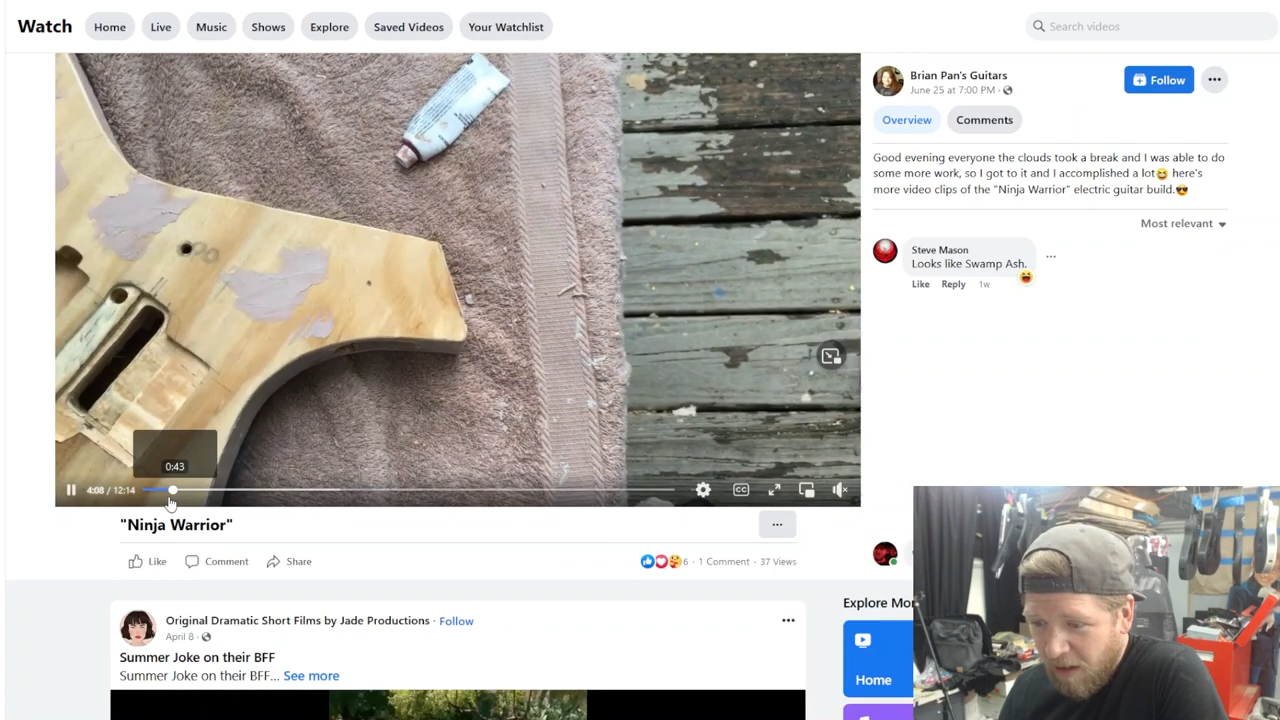 Watch
Home
Live
Music
Shows
Explore
Saved Videos
Your Watchlist
Search videos
Brian Pan's Guitars
June 25 at 7:00 PM ·
Follow
Overview
Comments
Good evening everyone the clouds took a break and I was able to do
some more work, so I got to it and I accomplished a lot😆 here's
more video clips of the "Ninja Warrior" electric guitar build.😎
Most relevant
Steve Mason
Looks like Swamp Ash.
Like Reply 1w
0:43
4:08 / 12:14
CC
"Ninja Warrior"
Like
Comment
Share
6 · 1 Comment · 37 Views
Original Dramatic Short Films by Jade Productions · Follow
April 8 ·
Summer Joke on their BFF
Summer Joke on their BFF... See more
Explore
Home